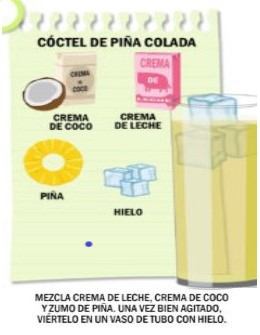 CÓCTEL DE PIÑA COLADA
CREMA
DE
COCO
CREMA
DE
LECHE
CREMA
DE COCO
CREMA
DE LECHE
PIÑA
HIELO
MEZCLA CREMA DE LECHE, CREMA DE COCO
Y ZUMO DE PIÑA. UNA VEZ BIEN AGITADO,
VIÉRTELO EN UN VASO DE TUBO CON HIELO.